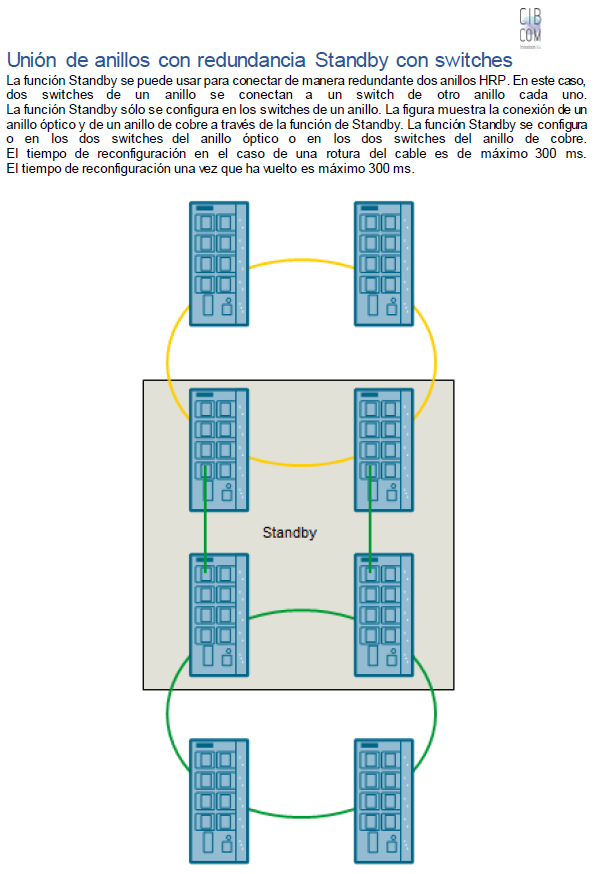 CIB
COM
Unión de anillos con redundancia Standby con switches
La función Standby se puede usar para conectar de manera redundante dos anillos HRP. En este caso,
dos switches de un anillo se conectan a un switch de otro anillo cada uno.
La función Standby sólo se configura en los switches de un anillo. La figura muestra la conexión de un
anillo óptico y de un anillo de cobre a través de la función de Standby. La función Standby se configura
o en los dos switches del anillo óptico o en los dos switches del anillo de cobre.
El tiempo de reconfiguración en el caso de una rotura del cable es de máximo 300 ms.
El tiempo de reconfiguración una vez que ha vuelto es máximo 300 ms.
Standby